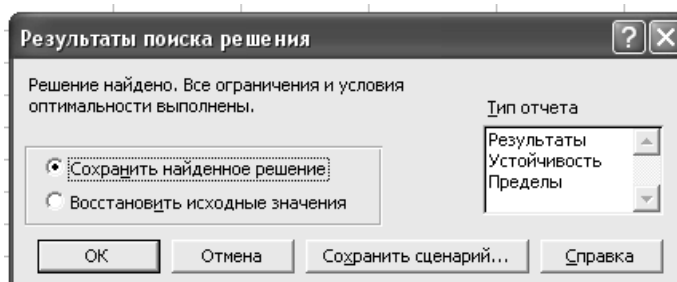 Результаты поиска решения
Решение найдено. Все ограничения и условия
оптимальности выполнены.
Тип отчета
Результаты
Устойчивость
Пределы
Сохранить найденное решение
Восстановить исходные значения
ОК
Отмена
Сохранить сценарий...
Справка